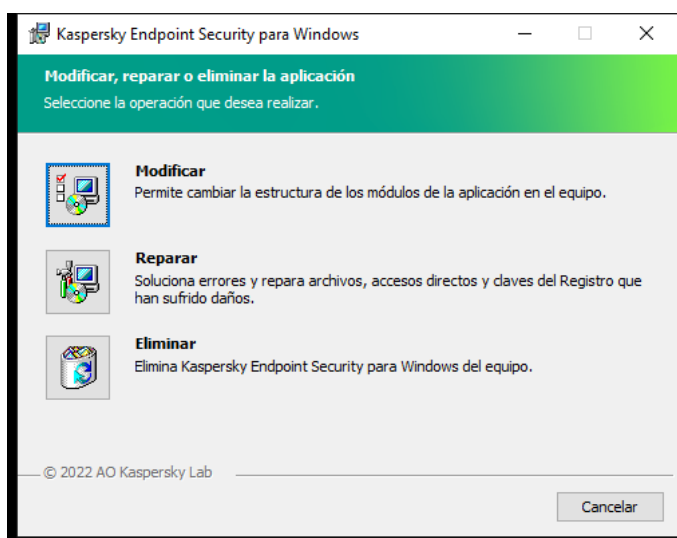 Kaspersky Endpoint Security para Windows
Modificar, reparar o eliminar la aplicación
Seleccione la operación que desea realizar.
Modificar
Permite cambiar la estructura de los módulos de la aplicación en el equipo.
Reparar
Soluciona errores y repara archivos, accesos directos y claves del Registro que
han sufrido daños.
Eliminar
Elimina Kaspersky Endpoint Security para Windows del equipo.
© 2022 AO Kaspersky Lab
Cancelar